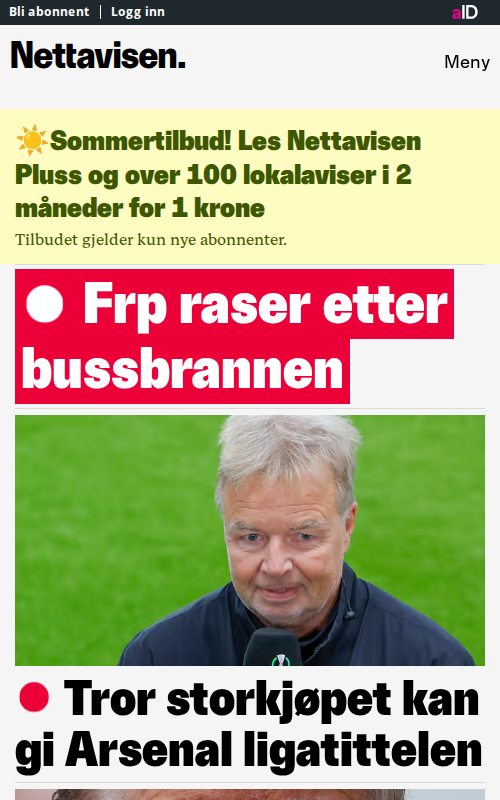 Bli abonnent
Logg inn
aID
Nettavisen.
Meny
Sommertilbud! Les Nettavisen
Pluss og over 100 lokalaviser i 2
måneder for 1 krone
Tilbudet gjelder kun nye abonnenter.
Frp raser etter
bussbrannen
Tror storkjøpet kan
gi Arsenal ligatittelen